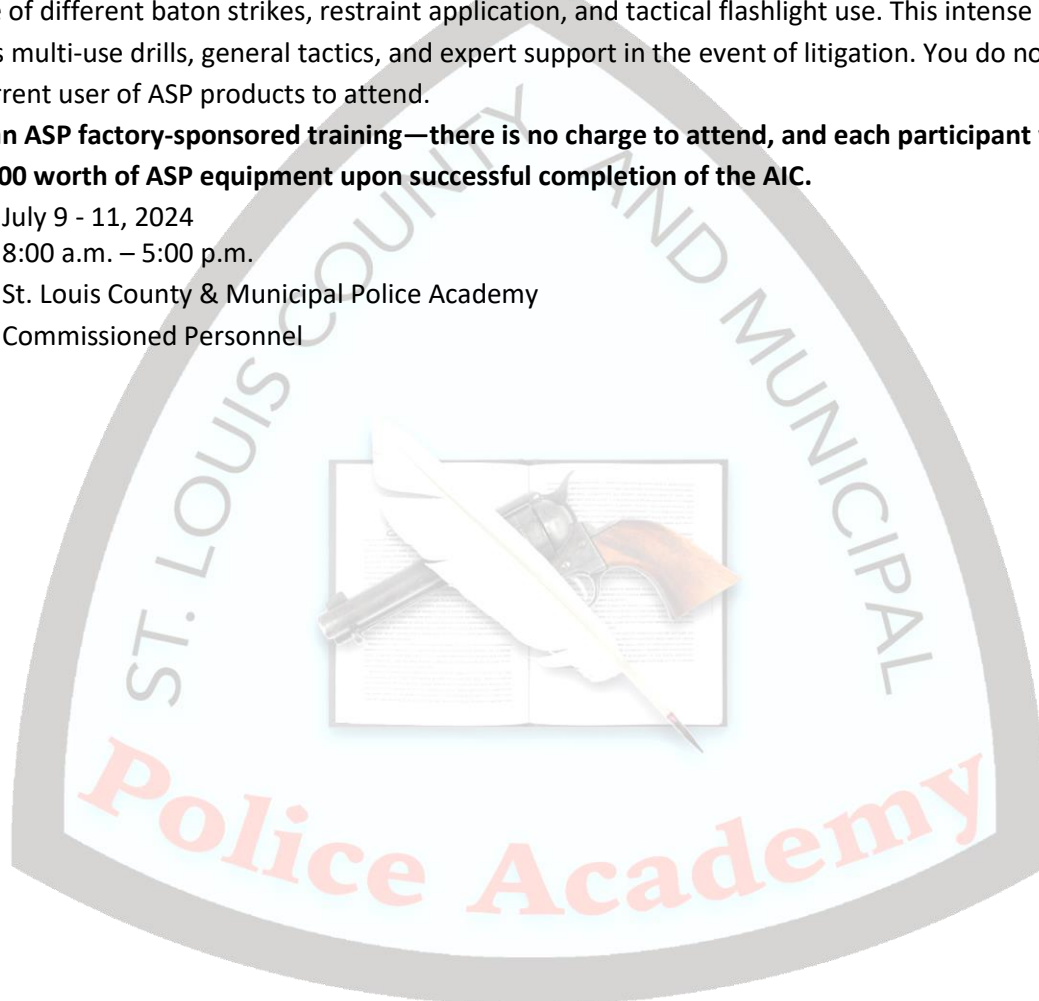 of different baton strikes, restraint application, and tactical flashlight use. This intense
multi-use drills, general tactics, and expert support in the event of litigation. You do
user of ASP products to attend.
ASP factory-sponsored training—there is no charge to attend, and each participant
worth of ASP equipment upon successful completion of the AIC.
July 9 - 11, 2024
8:00 a.m. – 5:00 p.m.
St. Louis County & Municipal Police Academy
Commissioned Personnel
ST. LOUIS COUNTY AND MUNICIPAL
Police Academy